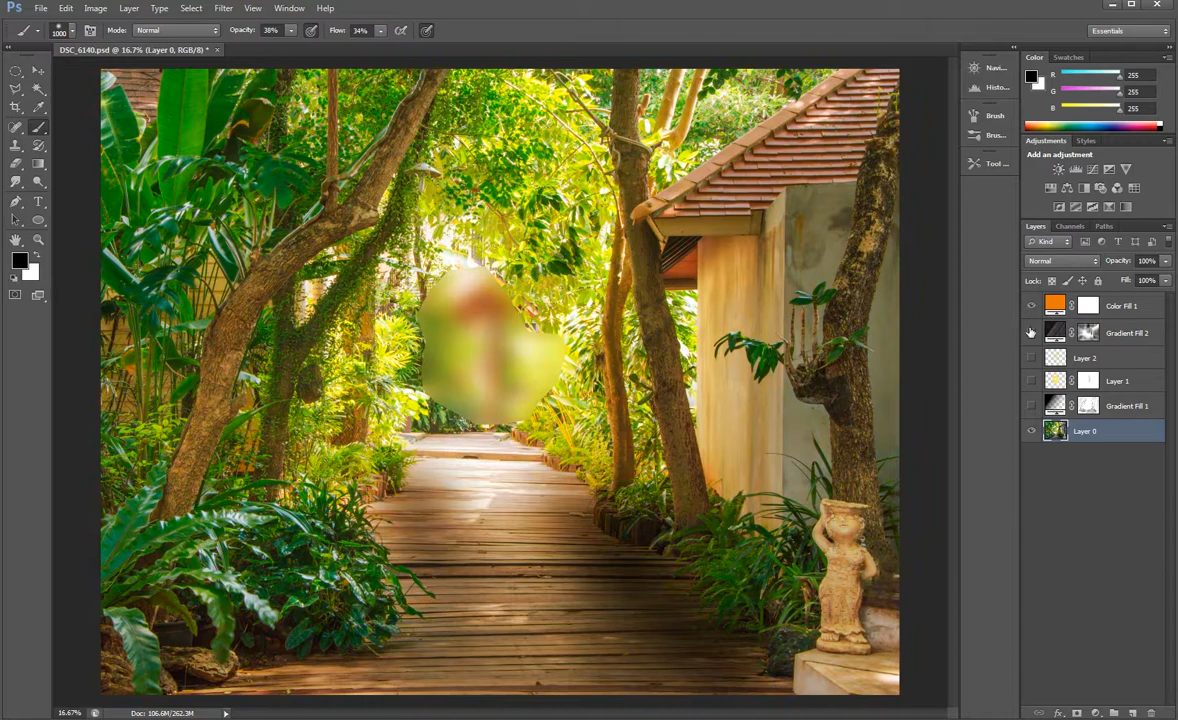 Ps File Edit Image Layer Type Select Filter View Window Help
1000 Mode: Normal Opacity: 38% Flow: 34% Essentials
DSC_6140.psd @ 16.7% (Layer 0, RGB/8) * ×
Navi...
Histo...
Brush
Brus...
Tool ...
Color Swatches
R 255
G 255
B 255
Adjustments Styles
Add an adjustment
Layers Channels Paths
Kind
Normal Opacity: 100%
Lock: Fill: 100%
Color Fill 1
Gradient Fill 2
Layer 2
Layer 1
Gradient Fill 1
Layer 0
16.67% Doc: 106.6M/262.3M